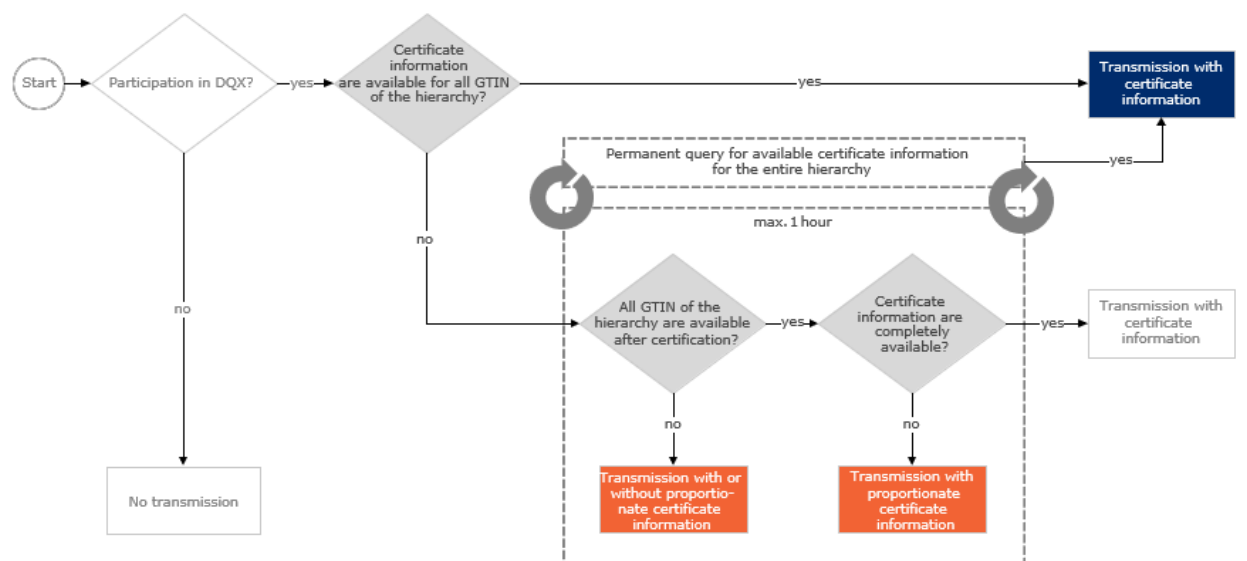 Start
Participation in DQX?
yes
Certificate
information
are available for all GTIN
of the hierarchy?
yes
Transmission with
certificate
information
Permanent query for available certificate information
for the entire hierarchy
yes
max. 1 hour
no
no
All GTIN of the
hierarchy are available
after certification?
yes
Certificate
information are
completely
available?
yes
Transmission with
certificate
information
no
no
No transmission
Transmission with or
without proportio-
nate certificate
information
Transmission with
proportionate
certificate
information